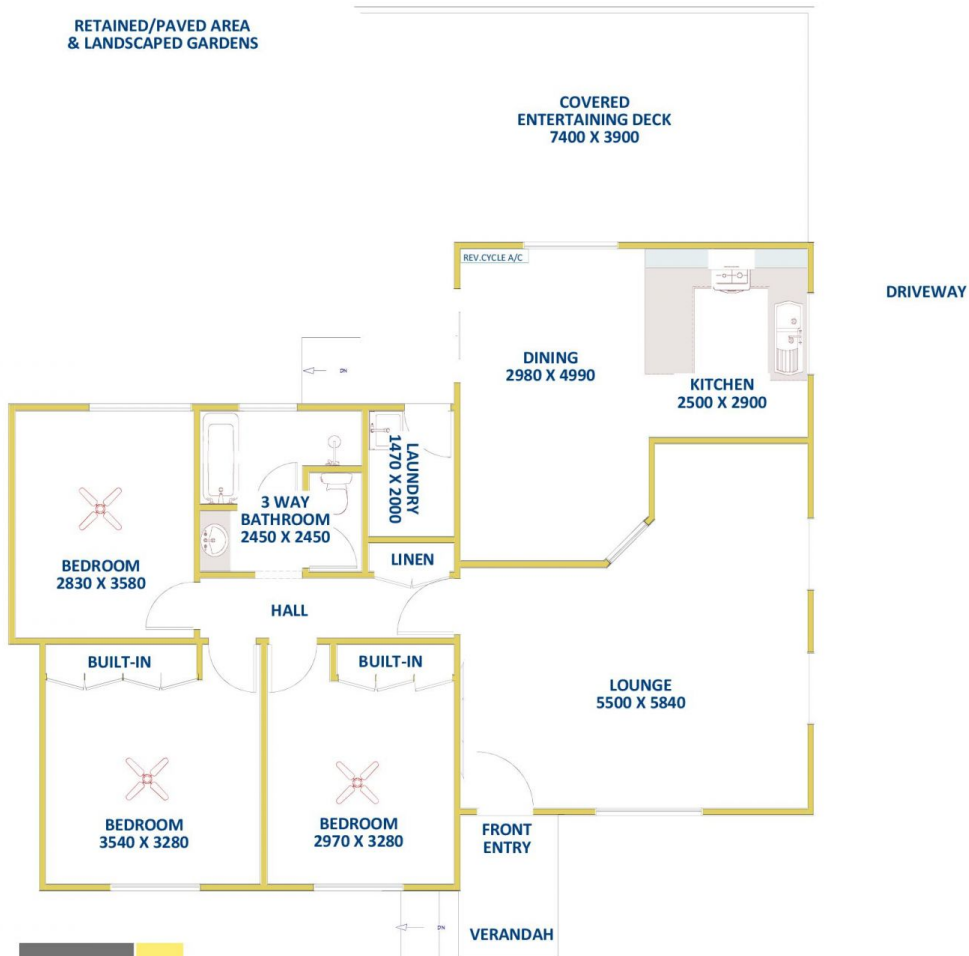 RETAINED/PAVED AREA
& LANDSCAPED GARDENS
COVERED
ENTERTAINING DECK
7400 X 3900
REV.CYCLE A/C
DRIVEWAY
DINING
2980 X 4990
KITCHEN
2500 X 2900
DN
LAUNDRY
1470 X 2000
3 WAY
BATHROOM
2450 X 2450
LINEN
BEDROOM
2830 X 3580
HALL
BUILT-IN
BUILT-IN
LOUNGE
5500 X 5840
BEDROOM
3540 X 3280
BEDROOM
2970 X 3280
FRONT
ENTRY
DN
VERANDAH